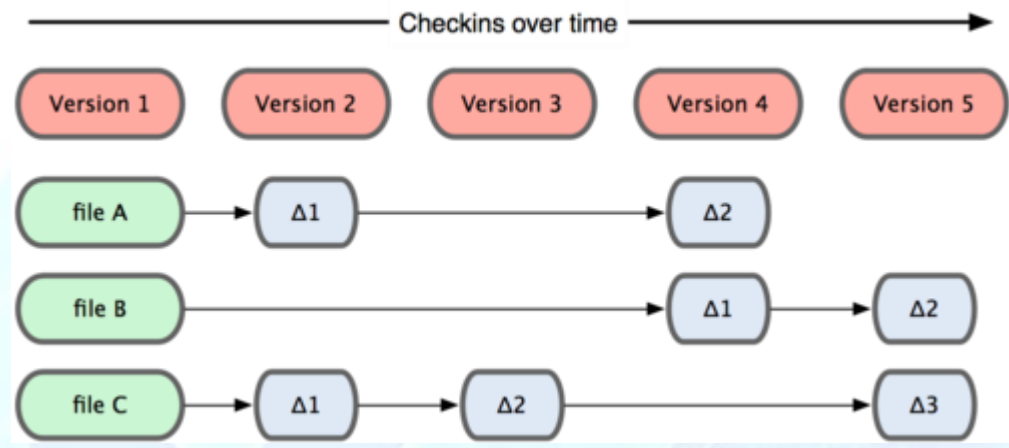 Checkins over time
Version 1 Version 2 Version 3 Version 4 Version 5
file A Δ1 Δ2
file B Δ1 Δ2
file C Δ1 Δ2 Δ3